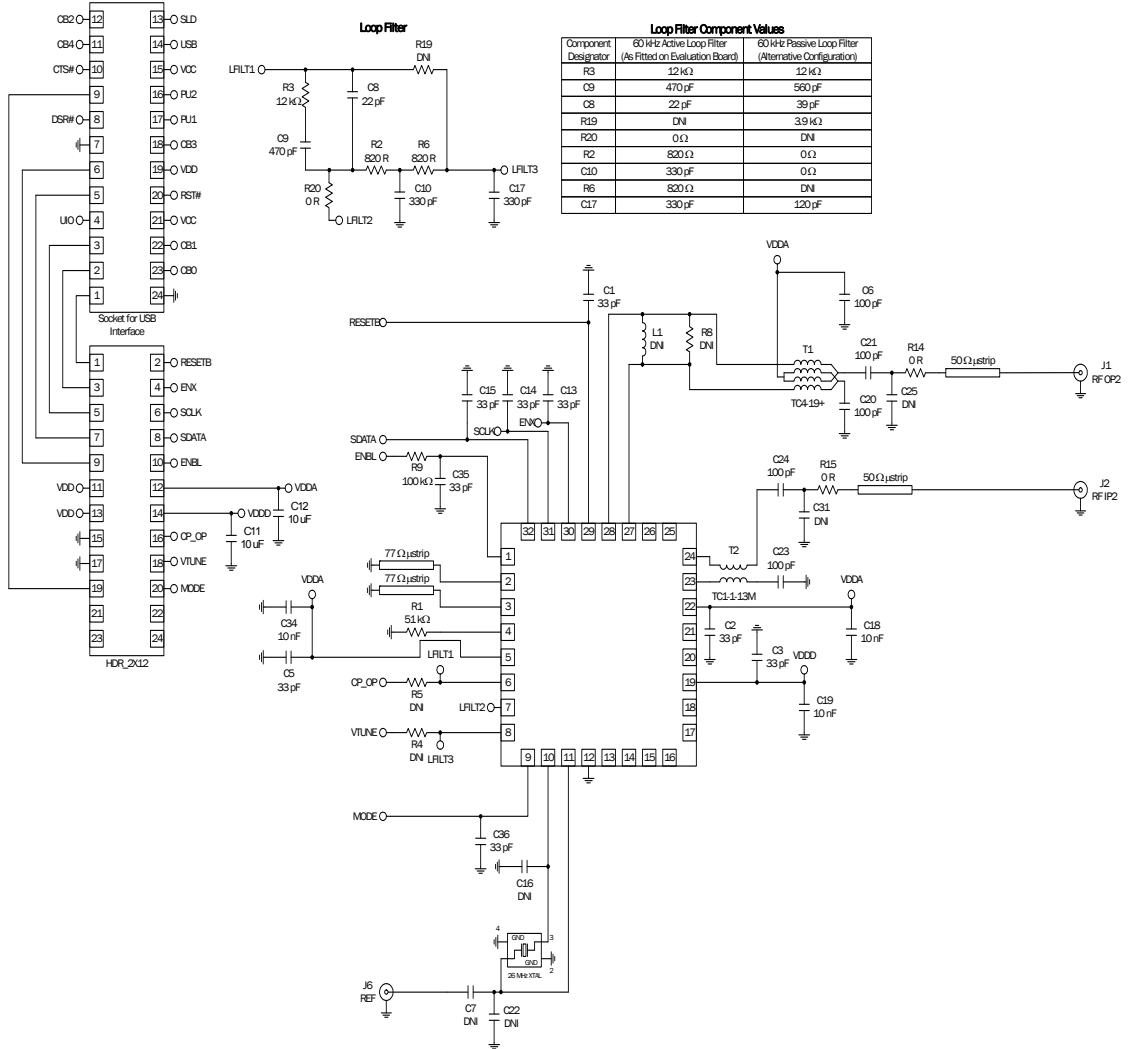 CB2 12 13 SLD
CB4 11 14 USB
CTS# 10 15 VCC
9 16 PU2
DSR# 8 17 PU1
7 18 CB3
6 19 VDD
5 20 RST#
UIO 4 21 VCC
3 22 CB1
2 23 CB0
1 24
Socket for USB
Interface
1 2 RESETB
3 4 ENX
5 6 SCLK
7 8 SDATA
9 10 ENBL
VDD 11 12 VDDA
C12
10 uF
VDD 13 14 VDDD
C11
10 uF
15 16 CP_OP
17 18 VTUNE
19 20 MODE
21 22
23 24
HDR_2X12
Loop Filter
LFILT1
R19
DNI
R3
12 kΩ
C8
22 pF
C9
470 pF
R2
820 R
R6
820 R
LFILT3
R20
0 R
LFILT2
C10
330 pF
C17
330 pF
Loop Filter Component Values
Component Designator | 60 kHz Active Loop Filter (As Fitted on Evaluation Board) | 60 kHz Passive Loop Filter (Alternative Configuration)
R3 12 kΩ 12 kΩ
C9 470 pF 560 pF
C8 22 pF 39 pF
R19 DNI 3.9 kΩ
R20 0 Ω DNI
R2 820 Ω 0 Ω
C10 330 pF 0 Ω
R6 820 Ω DNI
C17 330 pF 120 pF
VDDA
C6
100 pF
C1
33 pF
RESETB
L1
DNI
R8
DNI
T1
TC4-19+
C21
100 pF
R14
0 R
50 Ω µstrip
J1
RF OP2
C20
100 pF
C25
DNI
C15
33 pF
C14
33 pF
C13
33 pF
ENX
SCLK
SDATA
ENBL
R9
100 kΩ
C35
33 pF
C24
100 pF
R15
0 R
50 Ω µstrip
J2
RF IP2
C31
DNI
32 31 30 29 28 27 26 25
1
2
3
4
5
6
7
8
24
23
22
21
20
19
18
17
9 10 11 12 13 14 15 16
T2
TC1-1-13M
C23
100 pF
VDDA
C2
33 pF
C18
10 nF
C3
33 pF
VDDD
C19
10 nF
77 Ω µstrip
77 Ω µstrip
VDDA
R1
51 kΩ
C34
10 nF
C5
33 pF
LFILT1
CP_OP
R5
DNI
LFILT2
VTUNE
R4
DNI
LFILT3
MODE
C36
33 pF
C16
DNI
4
GND
3
GND
2
26 MHz XTAL
J6
REF
C7
DNI
C22
DNI